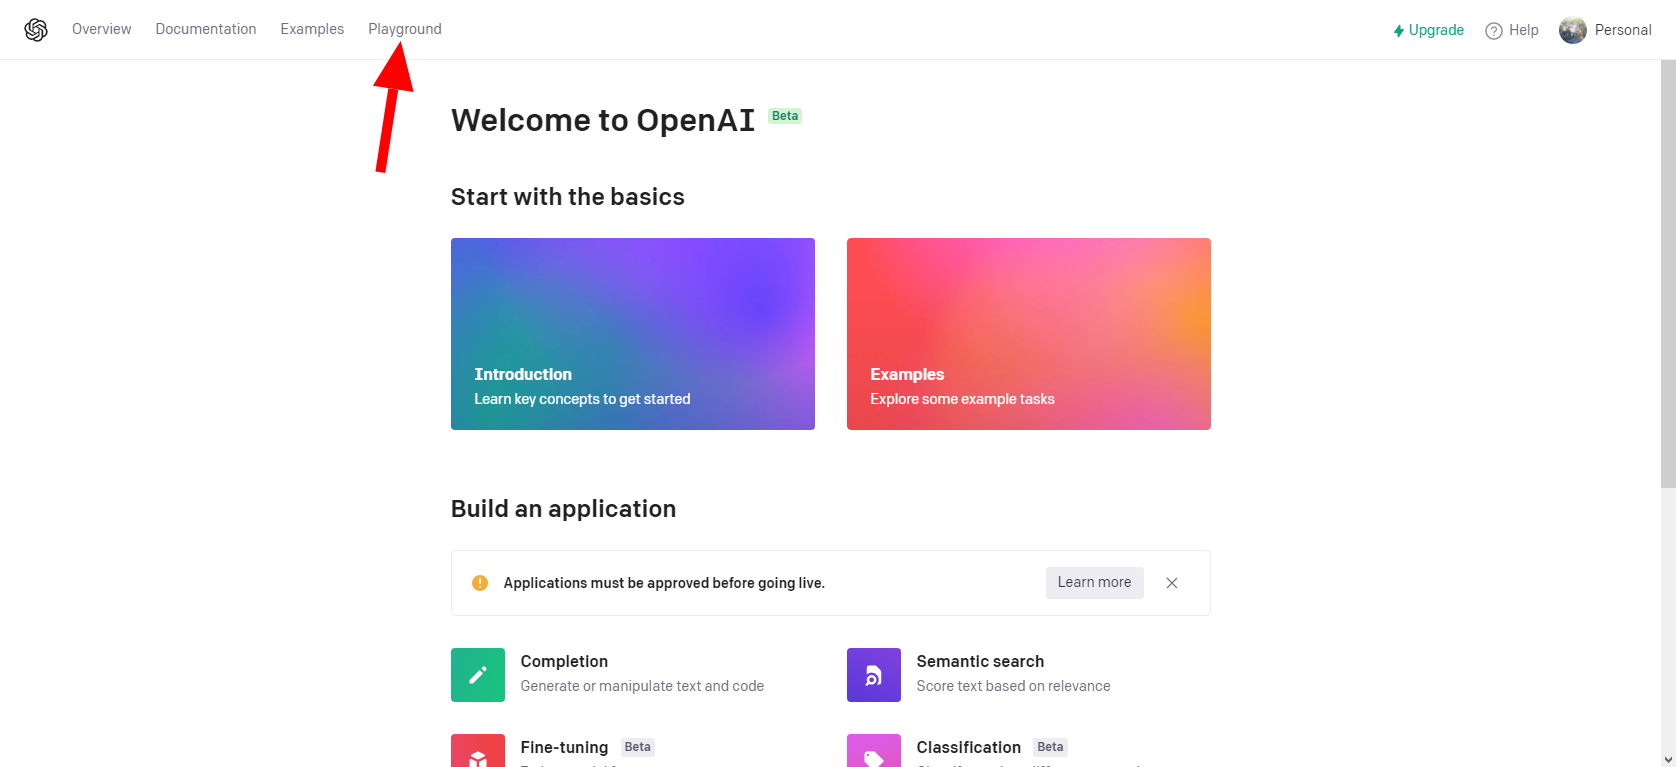 Overview Documentation Examples Playground Upgrade Help Personal
Welcome to OpenAI Beta
Start with the basics
Introduction
Learn key concepts to get started
Examples
Explore some example tasks
Build an application
Applications must be approved before going live. Learn more
Completion
Generate or manipulate text and code
Semantic search
Score text based on relevance
Fine-tuning Beta
Classification Beta